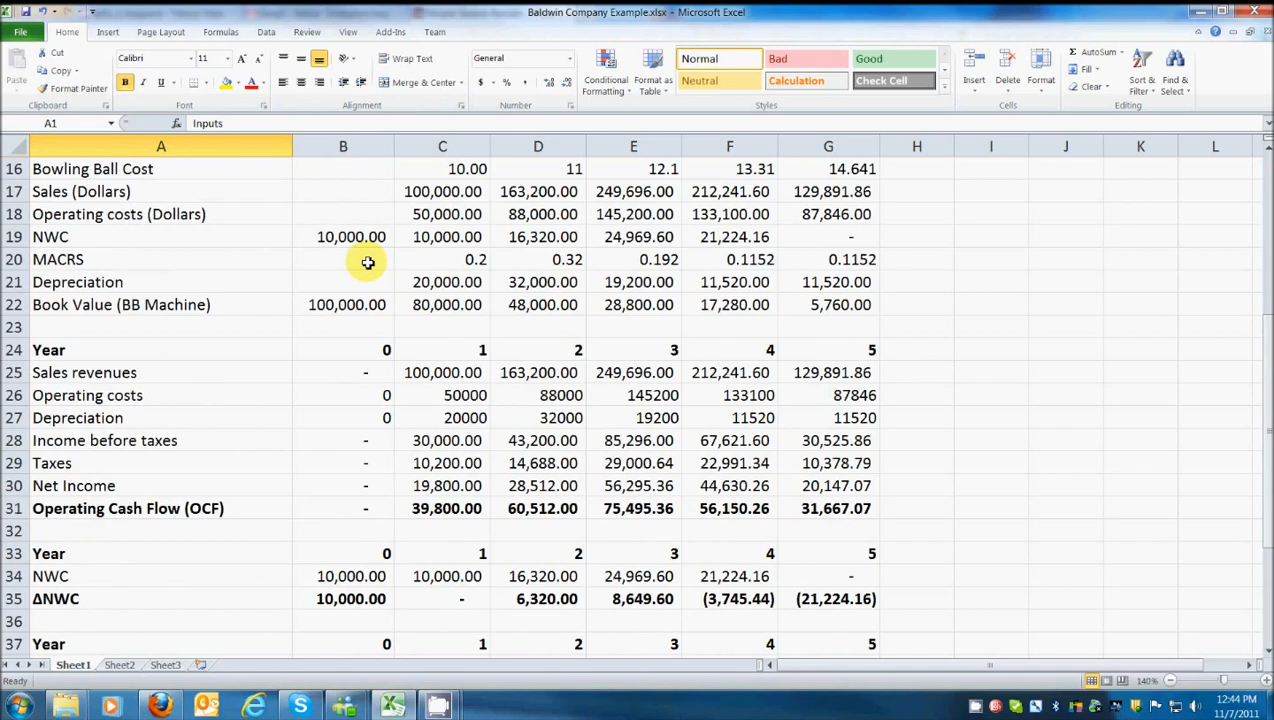 Baldwin Company Example.xlsx - Microsoft Excel
File Home Insert Page Layout Formulas Data Review View Add-Ins Team
Cut Calibri 11 Wrap Text General Normal Bad Good AutoSum
Paste Copy Format Painter Merge & Center $ % , Conditional Formatting Format as Table Neutral Calculation Check Cell Insert Delete Format Fill Clear Sort & Filter Find & Select
Clipboard Font Alignment Number Styles Cells Editing
A1 fx Inputs
A B C D E F G H I J K L
16 Bowling Ball Cost 10.00 11 12.1 13.31 14.641
17 Sales (Dollars) 100,000.00 163,200.00 249,696.00 212,241.60 129,891.86
18 Operating costs (Dollars) 50,000.00 88,000.00 145,200.00 133,100.00 87,846.00
19 NWC 10,000.00 10,000.00 16,320.00 24,969.60 21,224.16 -
20 MACRS 0.2 0.32 0.192 0.1152 0.1152
21 Depreciation 20,000.00 32,000.00 19,200.00 11,520.00 11,520.00
22 Book Value (BB Machine) 100,000.00 80,000.00 48,000.00 28,800.00 17,280.00 5,760.00
23
24 Year 0 1 2 3 4 5
25 Sales revenues - 100,000.00 163,200.00 249,696.00 212,241.60 129,891.86
26 Operating costs 0 50000 88000 145200 133100 87846
27 Depreciation 0 20000 32000 19200 11520 11520
28 Income before taxes - 30,000.00 43,200.00 85,296.00 67,621.60 30,525.86
29 Taxes - 10,200.00 14,688.00 29,000.64 22,991.34 10,378.79
30 Net Income - 19,800.00 28,512.00 56,295.36 44,630.26 20,147.07
31 Operating Cash Flow (OCF) - 39,800.00 60,512.00 75,495.36 56,150.26 31,667.07
32
33 Year 0 1 2 3 4 5
34 NWC 10,000.00 10,000.00 16,320.00 24,969.60 21,224.16 -
35 ΔNWC 10,000.00 - 6,320.00 8,649.60 (3,745.44) (21,224.16)
36
37 Year 0 1 2 3 4 5
Sheet1 Sheet2 Sheet3
Ready 140%
12:44 PM
11/7/2011